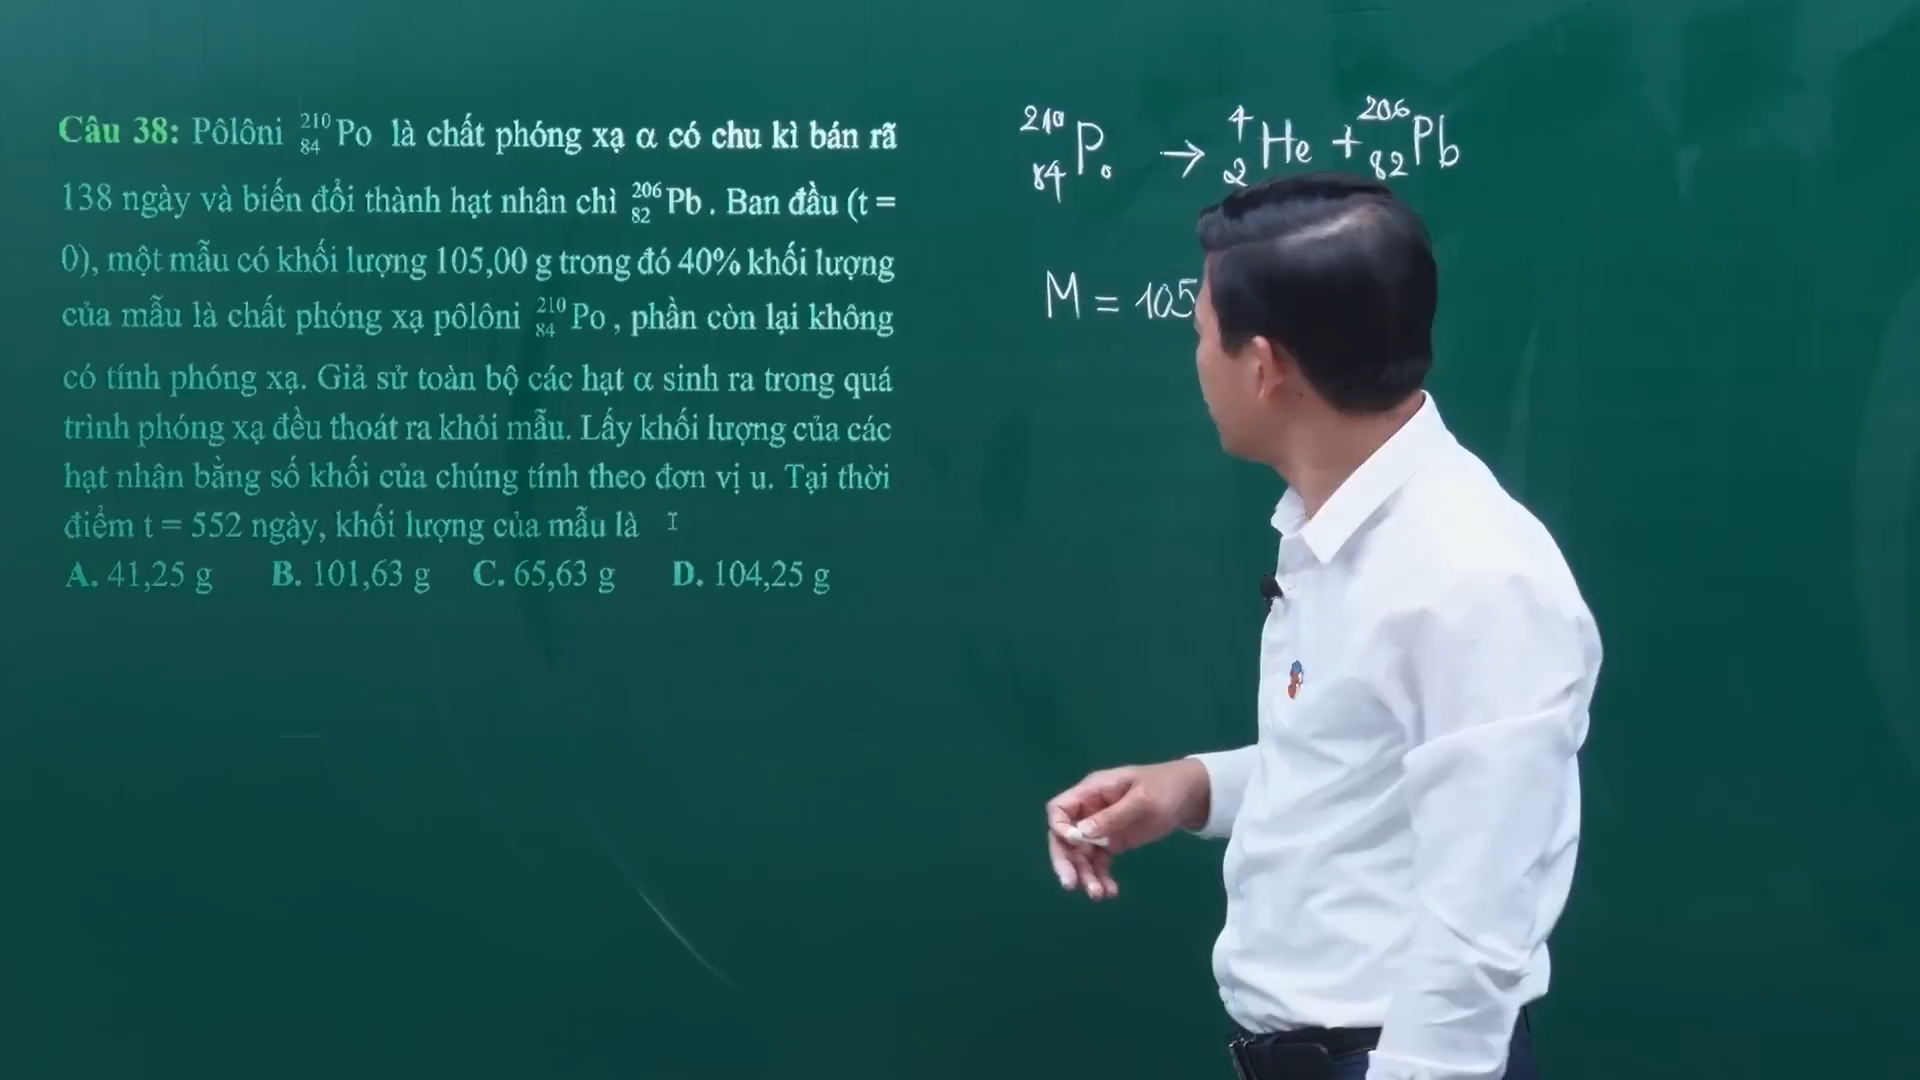 Câu 38: Pôlôni ²¹⁰₈₄Po là chất phóng xạ α có chu kì bán rã
138 ngày và biến đổi thành hạt nhân chì ²⁰⁶₈₂Pb. Ban đầu (t =
0), một mẫu có khối lượng 105,00 g trong đó 40% khối lượng
của mẫu là chất phóng xạ pôlôni ²¹⁰₈₄Po, phần còn lại không
có tính phóng xạ. Giả sử toàn bộ các hạt α sinh ra trong quá
trình phóng xạ đều thoát ra khỏi mẫu. Lấy khối lượng của các
hạt nhân bằng số khối của chúng tính theo đơn vị u. Tại thời
điểm t = 552 ngày, khối lượng của mẫu là
A. 41,25 g B. 101,63 g C. 65,63 g D. 104,25 g
²¹⁰₈₄Po → ⁴₂He + ²⁰⁶₈₂Pb
M = 105